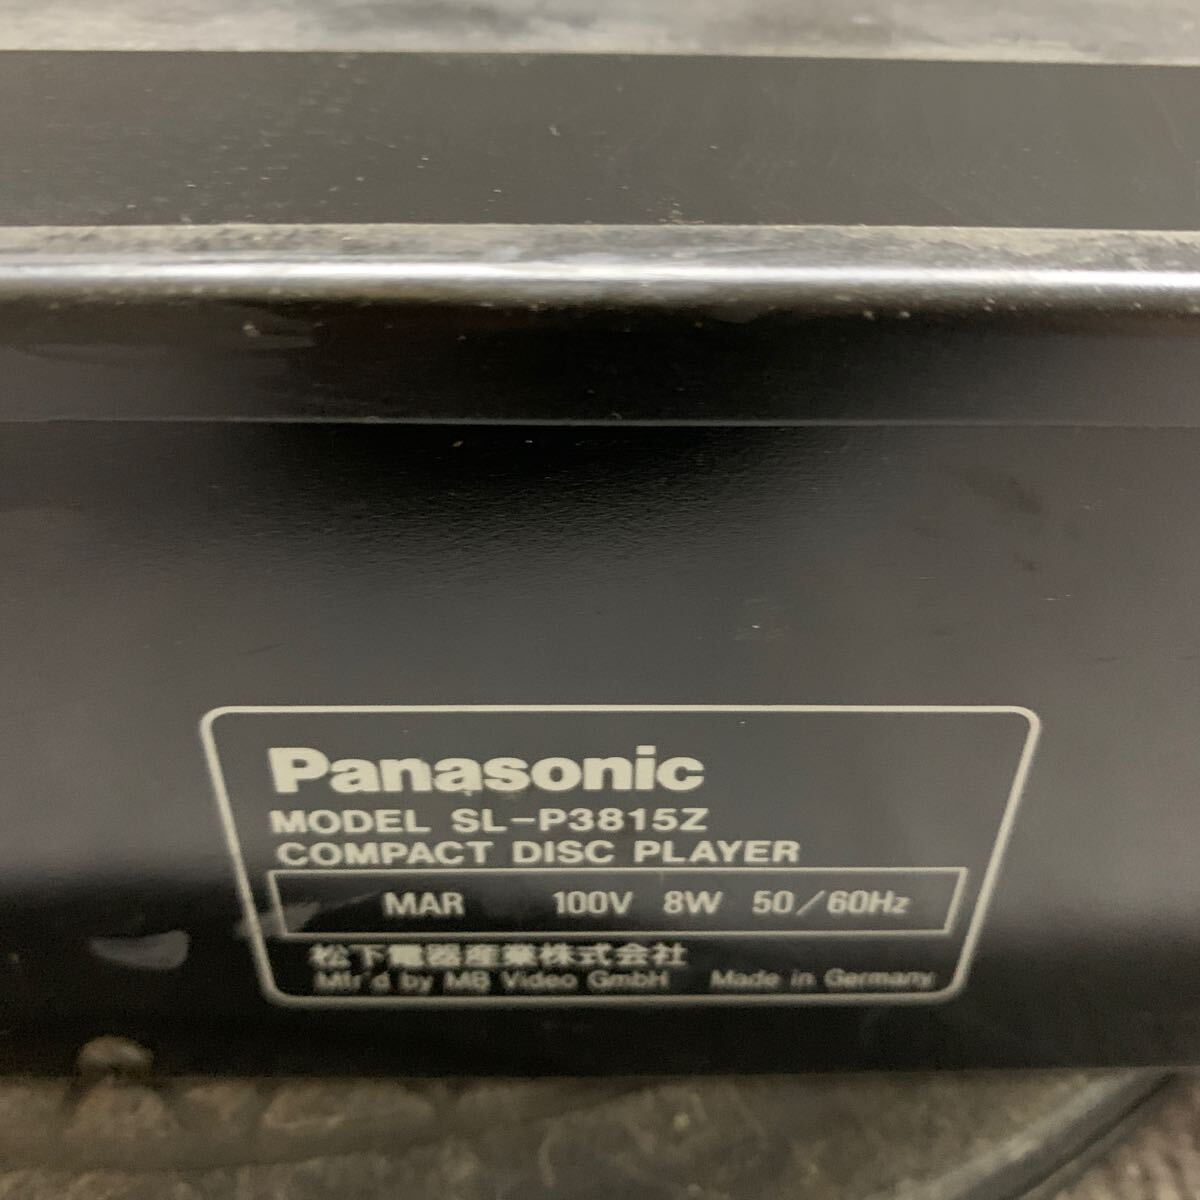 Panasonic
MODEL SL-P3815Z
COMPACT DISC PLAYER
MAR 100V 8W 50/60Hz
松下電器産業株式会社
Mfr'd by MB Video GmbH Made in Germany